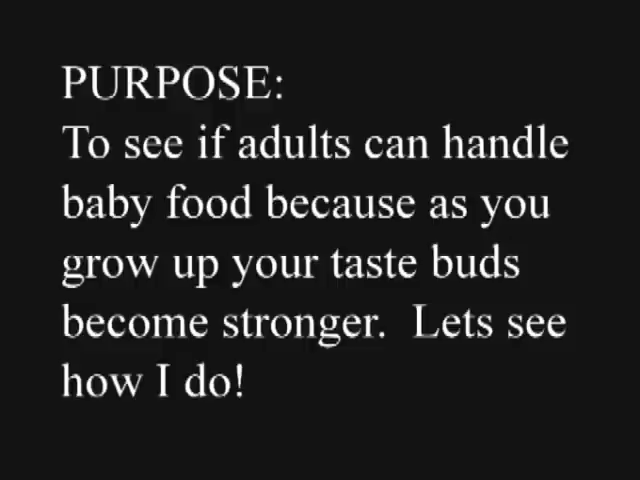 PURPOSE:
To see if adults can handle
baby food because as you
grow up your taste buds
become stronger.  Lets see
how I do!